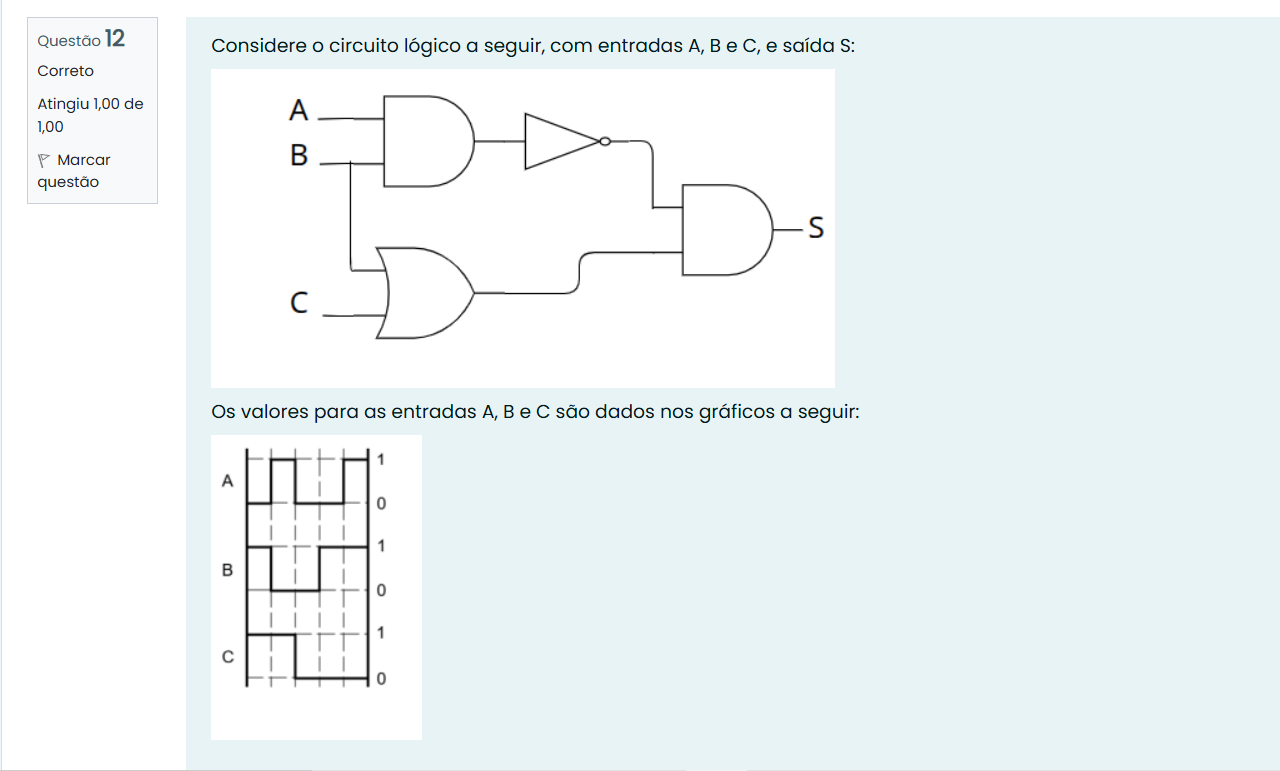 Questão 12
Correto
Atingiu 1,00 de
1,00
Marcar
questão
Considere o circuito lógico a seguir, com entradas A, B e C, e saída S:
A
B
C
S
Os valores para as entradas A, B e C são dados nos gráficos a seguir:
1
A
0
1
B
0
1
C
0